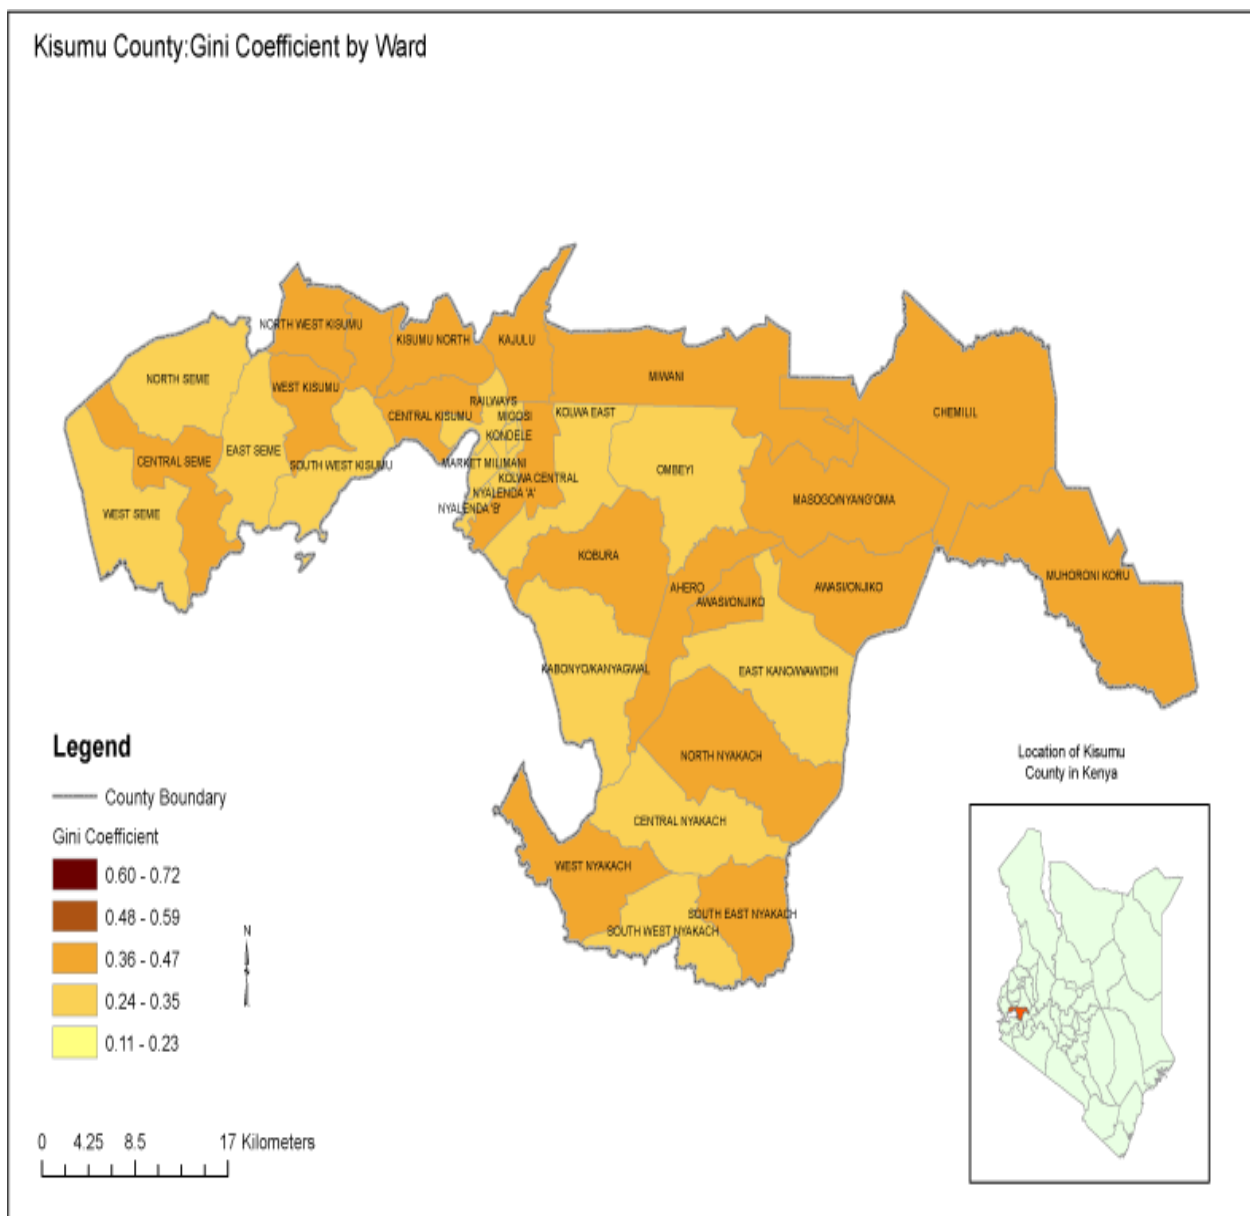 Kisumu County:Gini Coefficient by Ward
NORTH WEST KISUMU
KISUMU NORTH
KAJULU
NORTH SEME
WEST KISUMU
MIWANI
RAILWAYS
CENTRAL KISUMU
MIGOSI
KOLWA EAST
CHEMILIL
KONDELE
EAST SEME
CENTRAL SEME
SOUTH WEST KISUMU
MARKET MILIMANI
OMBEYI
KOLWA CENTRAL
NYALENDA 'A'
MASOGO/NYANG'OMA
NYALENDA 'B'
WEST SEME
KOBURA
MUHORONI KORU
AHERO
AWASI/ONJIKO
AWASI/ONJIKO
KABONYO/KANYAGWAL
EAST KANO/WAWIDHI
NORTH NYAKACH
CENTRAL NYAKACH
WEST NYAKACH
SOUTH EAST NYAKACH
SOUTH WEST NYAKACH
Legend
County Boundary
Gini Coefficient
0.60 - 0.72
0.48 - 0.59
0.36 - 0.47
0.24 - 0.35
0.11 - 0.23
N
0 4.25 8.5 17 Kilometers
Location of Kisumu
County in Kenya